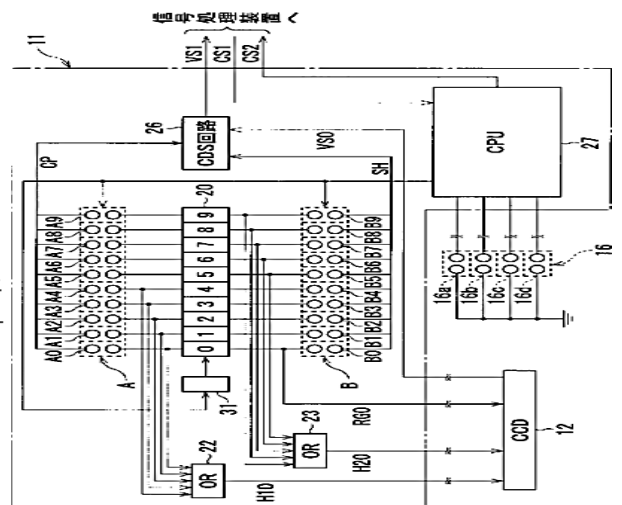 信号処理装置へ
11
VS1
CS1
CS2
26
CDS回路
VS0
CP
SH
CPU
27
A9
A8
A7
A6
A5
A4
A3
A2
A1
A0
A
20
9
8
7
6
5
4
3
2
1
0
31
B9
B8
B7
B6
B5
B4
B3
B2
B1
B0
B
16a
16b
16c
16d
16
22
OR
23
OR
H10
H20
RG0
CCD
12